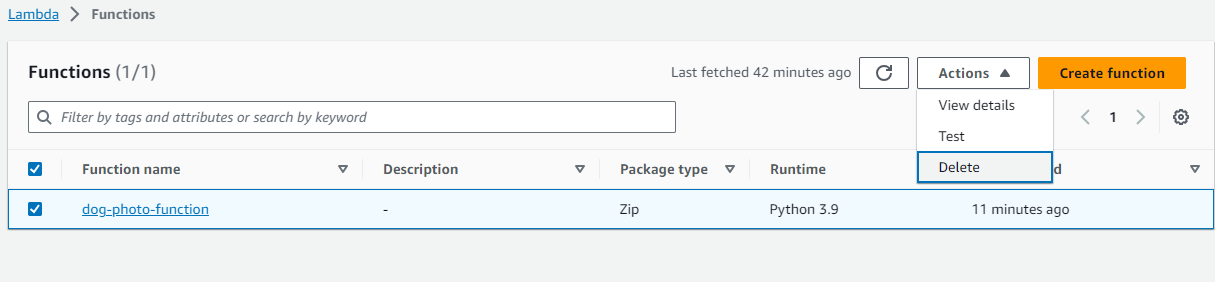 Lambda > Functions
Functions (1/1) Last fetched 42 minutes ago Actions Create function
View details
Filter by tags and attributes or search by keyword 1
Test
Delete
Function name Description Package type Runtime d
dog-photo-function - Zip Python 3.9 11 minutes ago